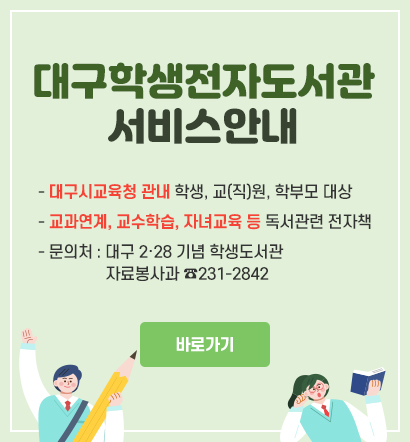 대구학생전자도서관
서비스안내
- 대구시교육청 관내 학생, 교(직)원, 학부모 대상
- 교과연계, 교수학습, 자녀교육 등 독서관련 전자책
- 문의처 : 대구 2·28 기념 학생도서관
자료봉사과 ☎231-2842
바로가기